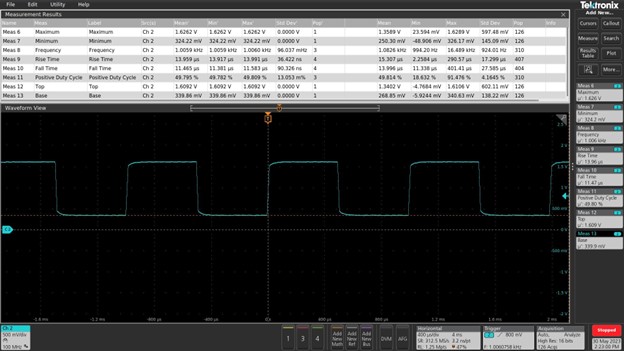 File Edit Utility Help
Tektronix
Measurement Results
Add New...
Name Meas Label Src(s) Mean' Min' Max' Std Dev' Pop' Mean Min Max Std Dev Pop Info
Meas 6 Maximum Maximum Ch 2 1.6262 V 1.6262 V 1.6262 V 0.0000 V 1 1.3589 V 23.594 mV 1.6289 V 597.48 mV 126
Meas 7 Minimum Minimum Ch 2 324.22 mV 324.22 mV 324.22 mV 0.0000 V 1 250.30 mV -48.906 mV 326.17 mV 145.09 mV 126
Meas 8 Frequency Frequency Ch 2 1.0059 kHz 1.0059 kHz 1.0060 kHz 96.037 mHz 3 1.0826 kHz 994.20 Hz 16.489 kHz 924.01 Hz 310
Meas 9 Rise Time Rise Time Ch 2 13.959 µs 13.917 µs 13.993 µs 36.422 ns 4 15.307 µs 2.2584 µs 290.57 µs 17.299 µs 407
Meas 10 Fall Time Fall Time Ch 2 11.465 µs 11.381 µs 11.583 µs 90.326 ns 4 13.996 µs 11.338 µs 401.41 µs 27.585 µs 404
Meas 11 Positive Duty Cycle Positive Duty Cycle Ch 2 49.795 % 49.782 % 49.809 % 13.053 m% 3 49.814 % 18.632 % 91.476 % 4.1645 % 310
Meas 12 Top Top Ch 2 1.6092 V 1.6092 V 1.6092 V 0.0000 V 1 1.3402 V -4.7684 mV 1.6106 V 602.11 mV 126
Meas 13 Base Base Ch 2 339.86 mV 339.86 mV 339.86 mV 0.0000 V 1 268.85 mV -5.9244 mV 340.63 mV 138.22 mV 126
Waveform View
Cursors Callout
Measure Search
Results Table Plot
More...
Meas 6
Maximum
µ': 1.626 V
Meas 7
Minimum
µ': 324.2 mV
Meas 8
Frequency
µ': 1.006 kHz
Meas 9
Rise Time
µ': 13.96 µs
Meas 10
Fall Time
µ': 11.47 µs
Meas 11
Positive Duty Cycle
µ': 49.80 %
Meas 12
Top
µ': 1.609 V
Meas 13
Base
µ': 339.9 mV
2 V
1.5 V
500 mV
-500 mV
-1 V
-1.5 V
-2 V
-1.6 ms -1.2 ms -800 µs -400 µs 0 s 400 µs 800 µs 1.2 ms 1.6 ms 2 ms
Ch 2
500 mV/div
100 MHz
1 3 4
Add New Math
Add New Ref
Add New Bus
DVM AFG
Horizontal
400 µs/div 4 ms
SR: 312.5 MS/s 3.2 ns/pt
RL: 1.25 Mpts 47%
Trigger
2 800 mV
1.0060758 kHz
Acquisition
Auto, Analyze
High Res: 16 bits
126 Acqs
Stopped
30 May 2023
2:23:00 PM